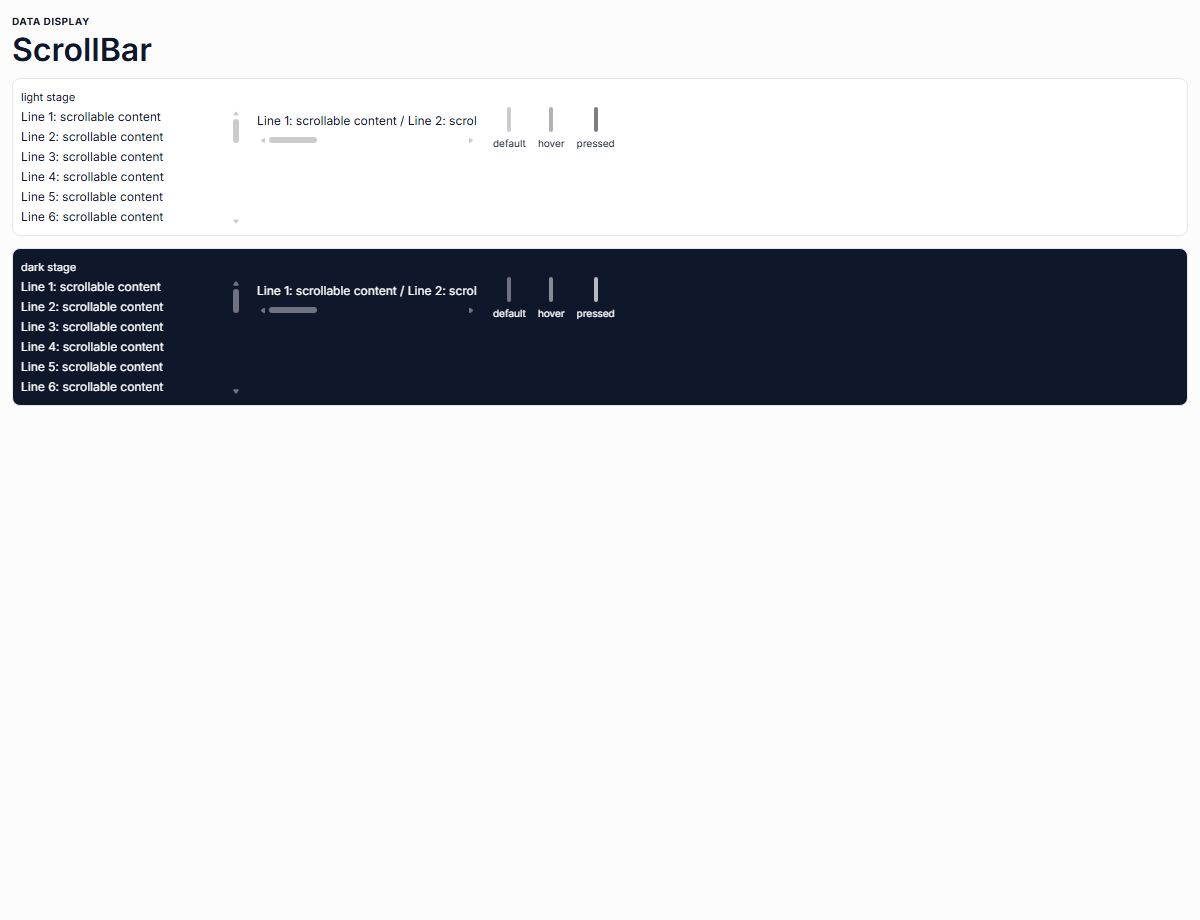 DATA DISPLAY
ScrollBar
light stage
Line 1: scrollable content
Line 2: scrollable content
Line 3: scrollable content
Line 4: scrollable content
Line 5: scrollable content
Line 6: scrollable content
Line 1: scrollable content / Line 2: scrol
default hover pressed
dark stage
Line 1: scrollable content
Line 2: scrollable content
Line 3: scrollable content
Line 4: scrollable content
Line 5: scrollable content
Line 6: scrollable content
Line 1: scrollable content / Line 2: scrol
default hover pressed